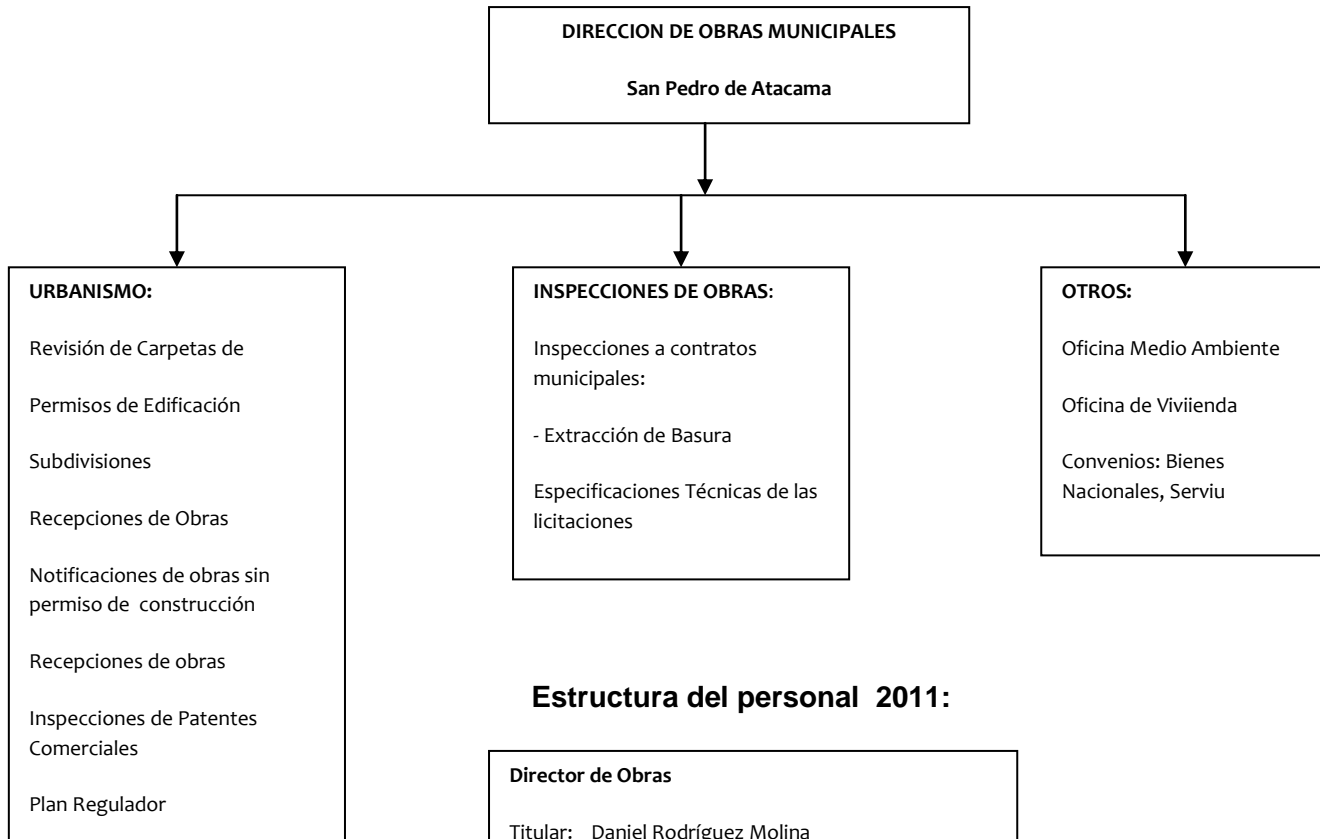 DIRECCION DE OBRAS MUNICIPALES
San Pedro de Atacama
URBANISMO:
Revisión de Carpetas de
Permisos de Edificación
Subdivisiones
Recepciones de Obras
Notificaciones de obras sin
permiso de construcción
Recepciones de obras
Inspecciones de Patentes
Comerciales
Plan Regulador
INSPECCIONES DE OBRAS:
Inspecciones a contratos
municipales:
- Extracción de Basura
Especificaciones Técnicas de las
licitaciones
OTROS:
Oficina Medio Ambiente
Oficina de Viviienda
Convenios: Bienes
Nacionales, Serviu
Estructura del personal 2011:
Director de Obras
Titular: Daniel Rodríguez Molina